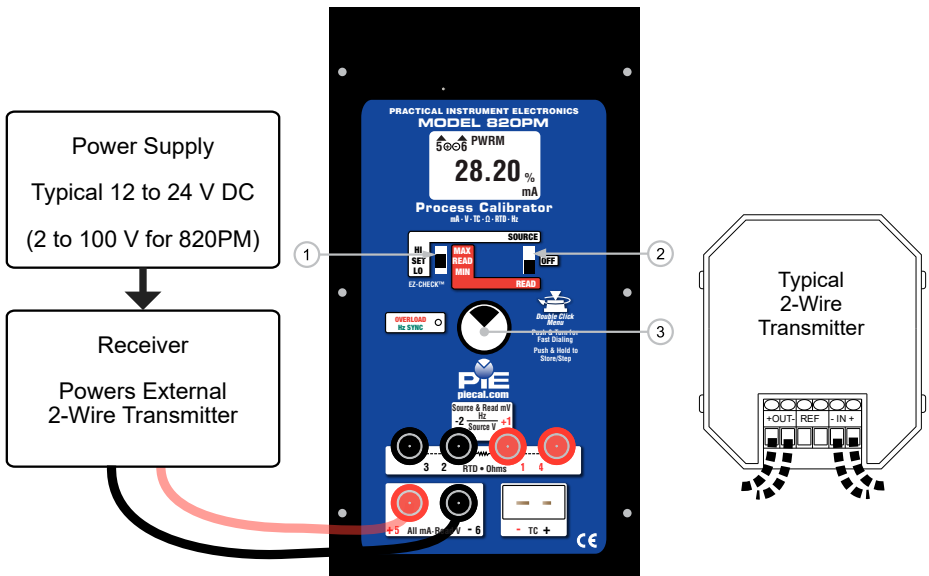 Power Supply
Typical 12 to 24 V DC
(2 to 100 V for 820PM)
Receiver
Powers External
2-Wire Transmitter
PRACTICAL INSTRUMENT ELECTRONICS
MODEL 820PM
5 6 PWRM
28.20 %
mA
Process Calibrator
mA - V - TC - Ω - RTD - Hz
SOURCE
HI
SET
LO
MAX
READ
MIN
OFF
EZ-CHECK™
READ
1
2
3
OVERLOAD
Hz SYNC
Double Click
Menu
Push & Turn for
Fast Dialing
Push & Hold to
Store/Step
PIE
piecal.com
Source & Read mV
Hz
-2 +1
Source V
3 2 RTD • Ohms 1 4
+5 All mA- V - 6
- TC +
CE
Typical
2-Wire
Transmitter
+OUT- REF - IN +